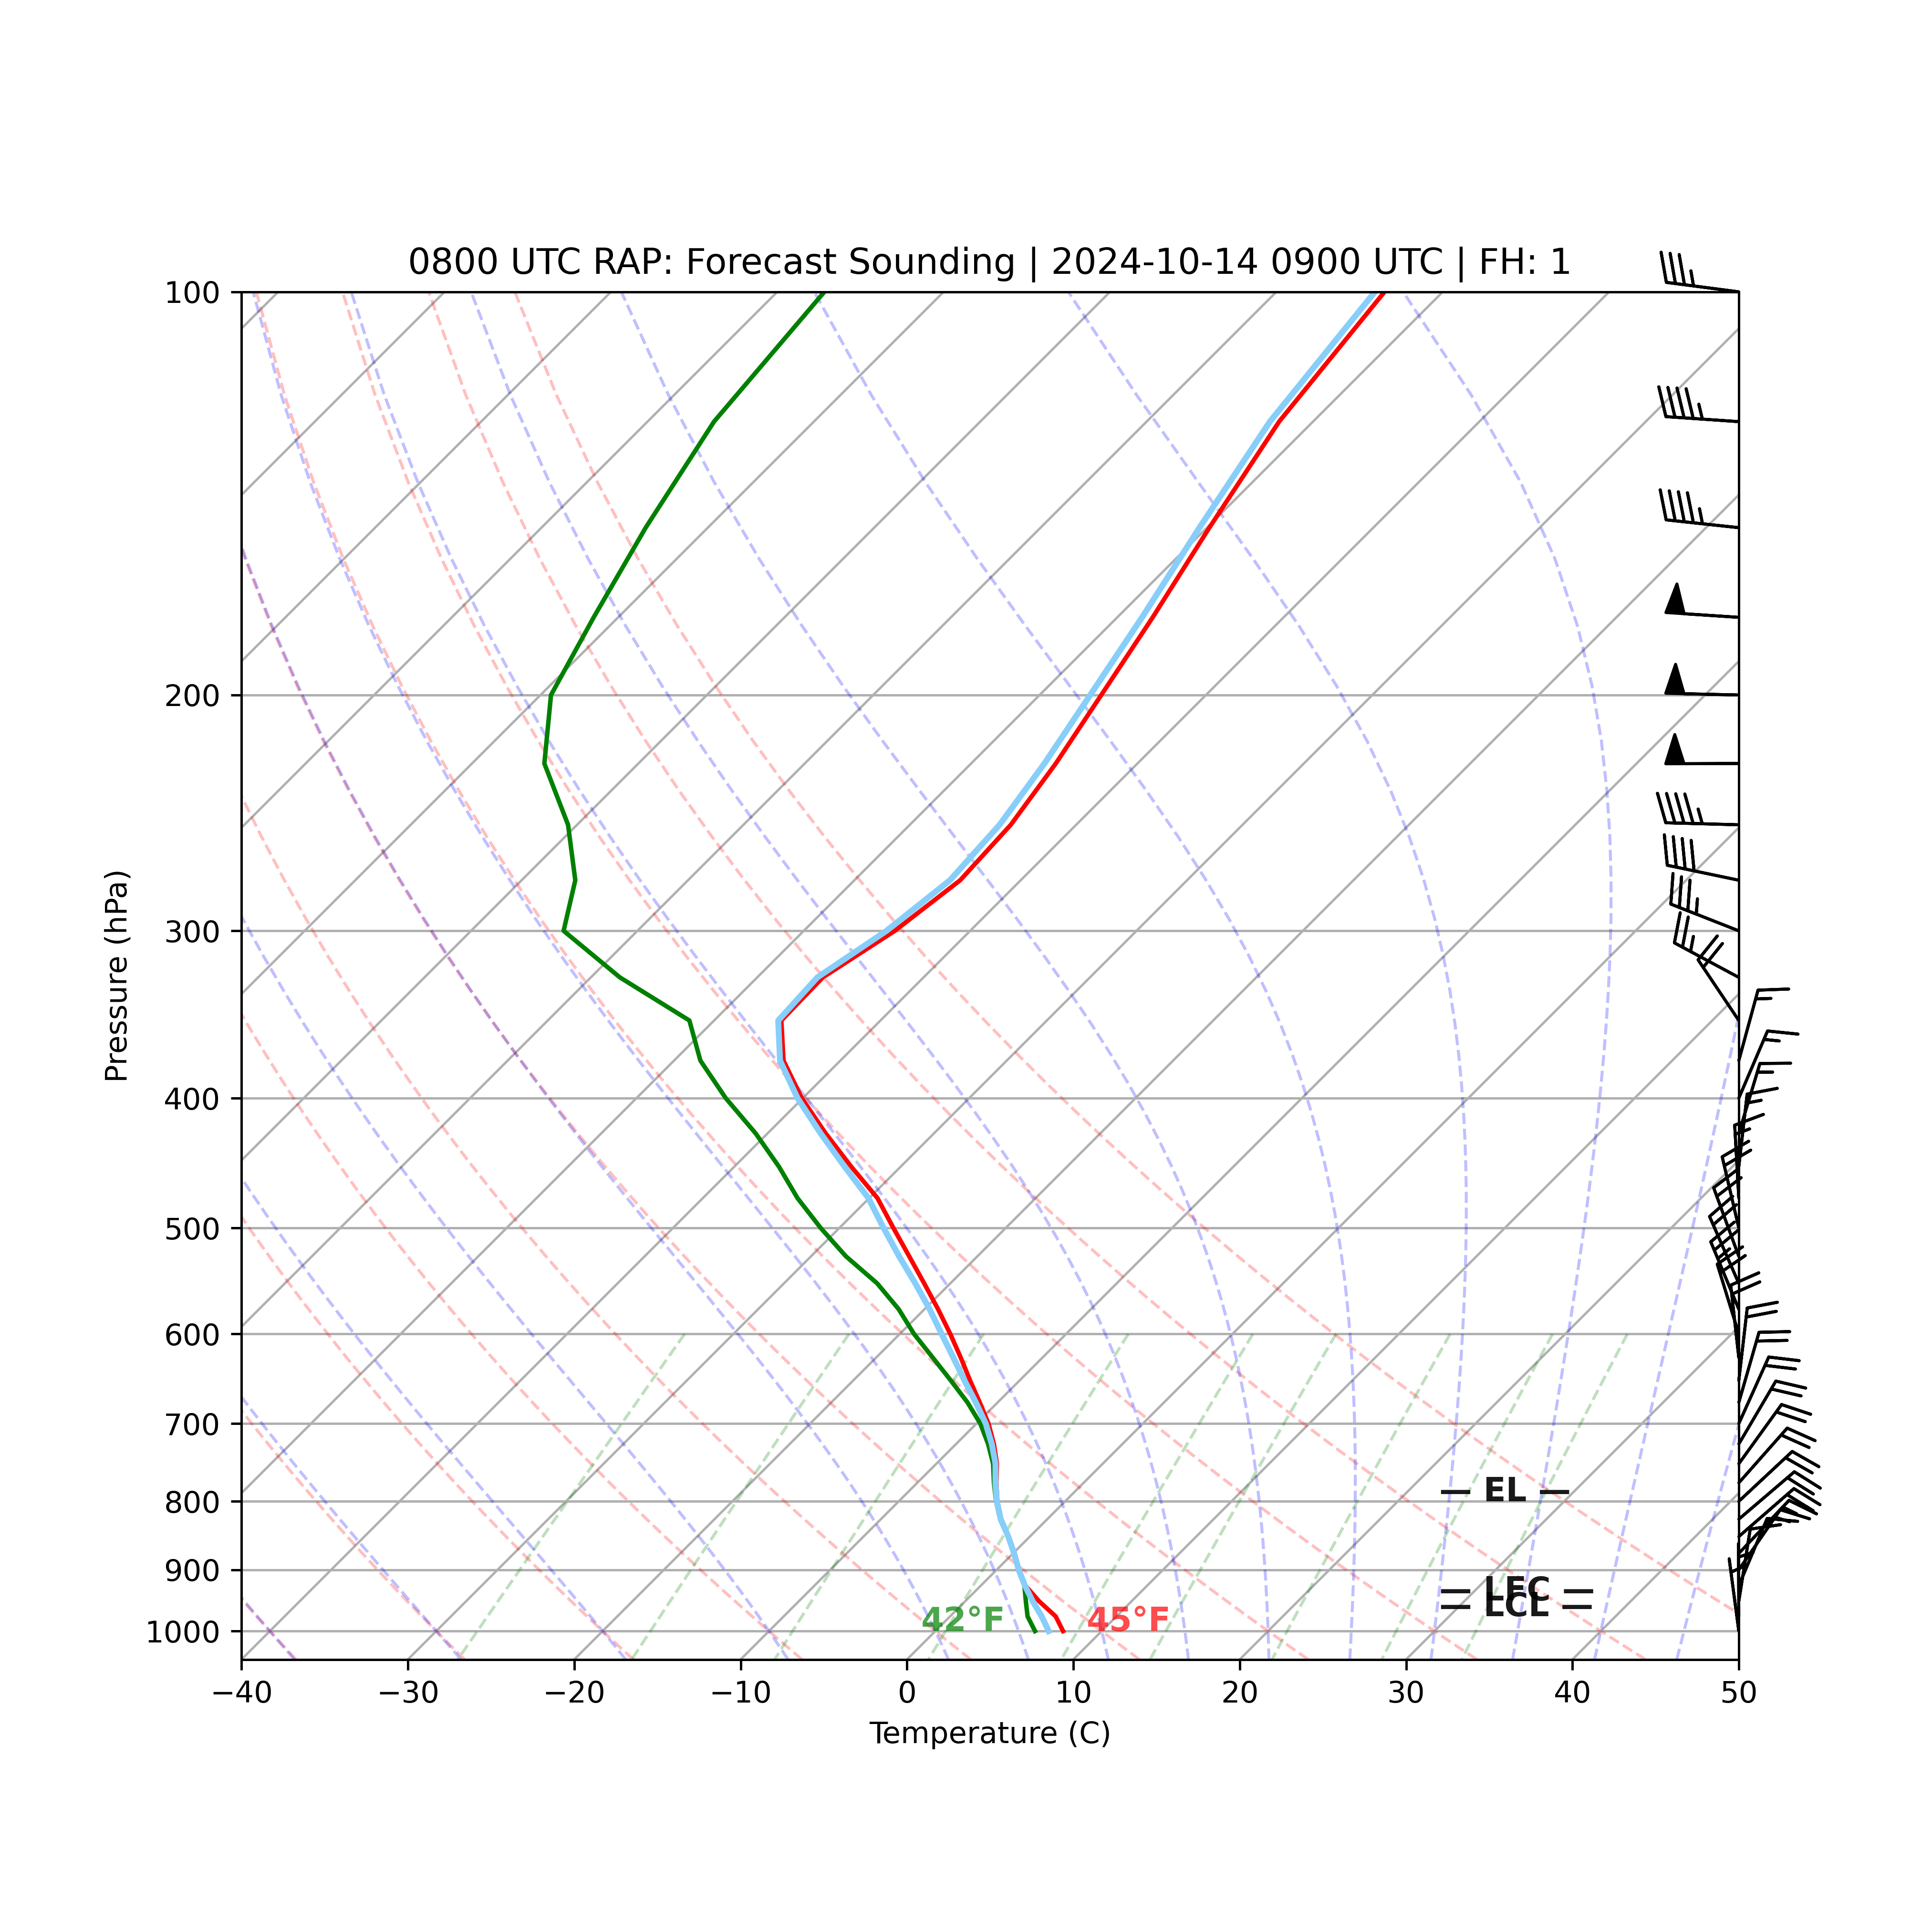 0800 UTC RAP: Forecast Sounding | 2024-10-14 0900 UTC | FH: 1
100
200
300
400
500
600
700
800
900
1000
Pressure (hPa)
— EL —
— LFC —
— LCL —
42°F
45°F
−40 −30 −20 −10 0 10 20 30 40 50
Temperature (C)